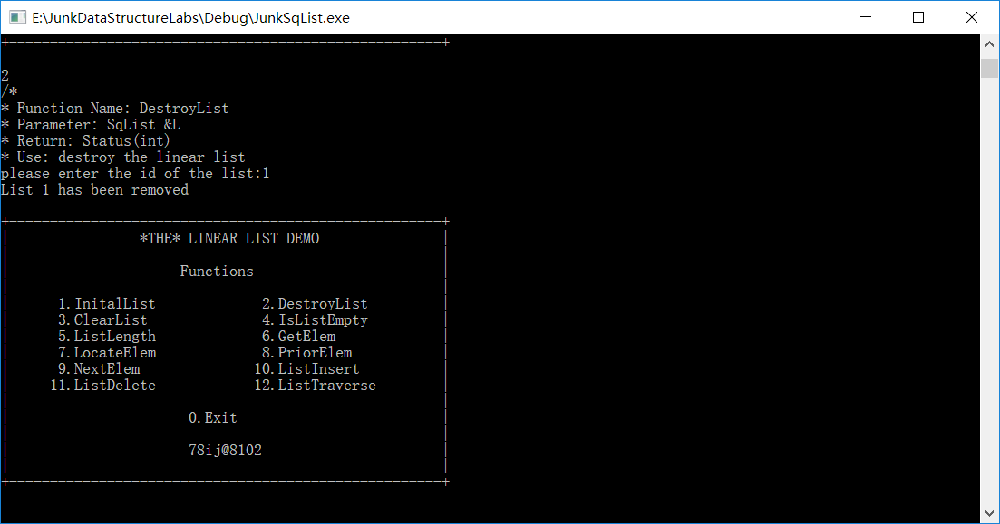 E:\JunkDataStructureLabs\Debug\JunkSqList.exe
+-----------------------------------------------------+
2
/*
* Function Name: DestroyList
* Parameter: SqList &L
* Return: Status(int)
* Use: destroy the linear list
please enter the id of the list:1
List 1 has been removed
+-----------------------------------------------------+
| *THE* LINEAR LIST DEMO |
| |
| Functions |
| |
| 1.InitalList 2.DestroyList |
| 3.ClearList 4.IsListEmpty |
| 5.ListLength 6.GetElem |
| 7.LocateElem 8.PriorElem |
| 9.NextElem 10.ListInsert |
| 11.ListDelete 12.ListTraverse |
| |
| 0.Exit |
| |
| 78ij@8102 |
| |
+-----------------------------------------------------+